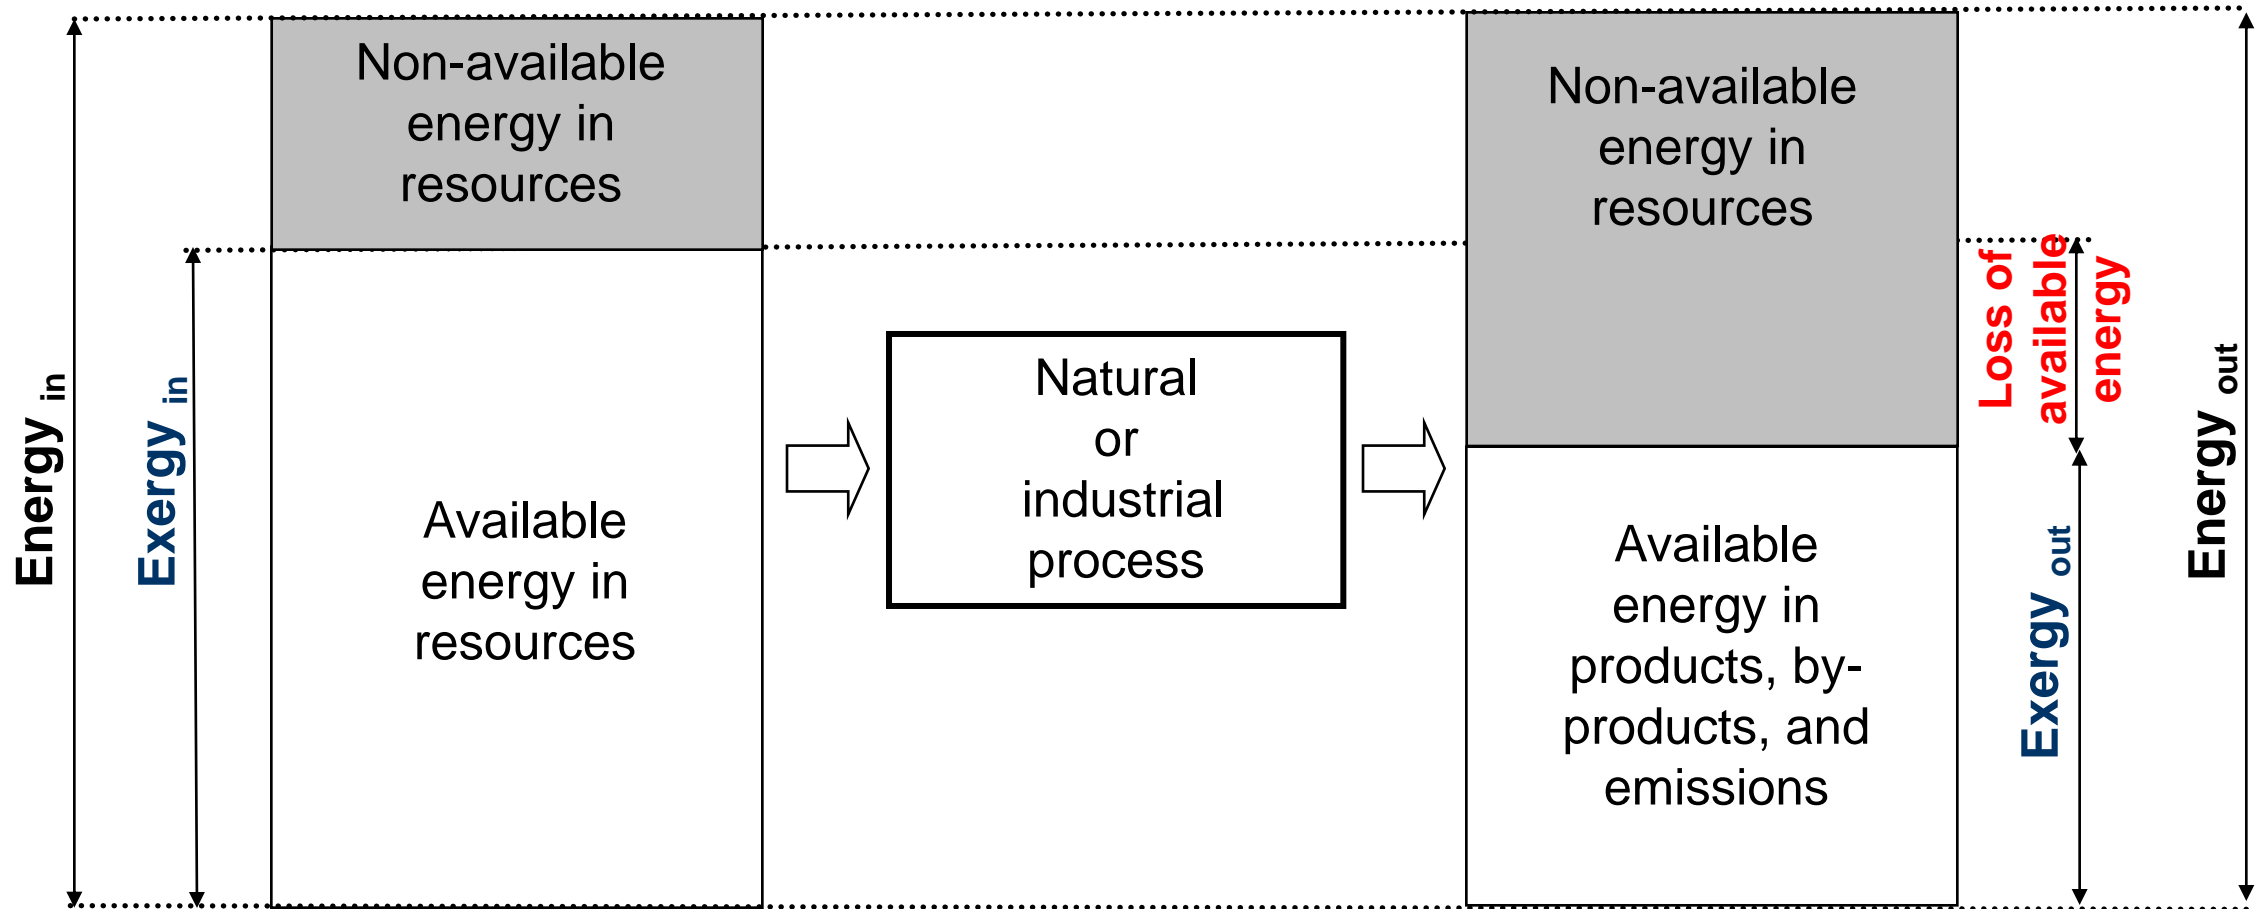 Energy in
Exergy in
Non-available
energy in
resources
Available
energy in
resources
Natural
or
industrial
process
Non-available
energy in
resources
Available
energy in
products, by-
products, and
emissions
Loss of
available
energy
Exergy out
Energy out